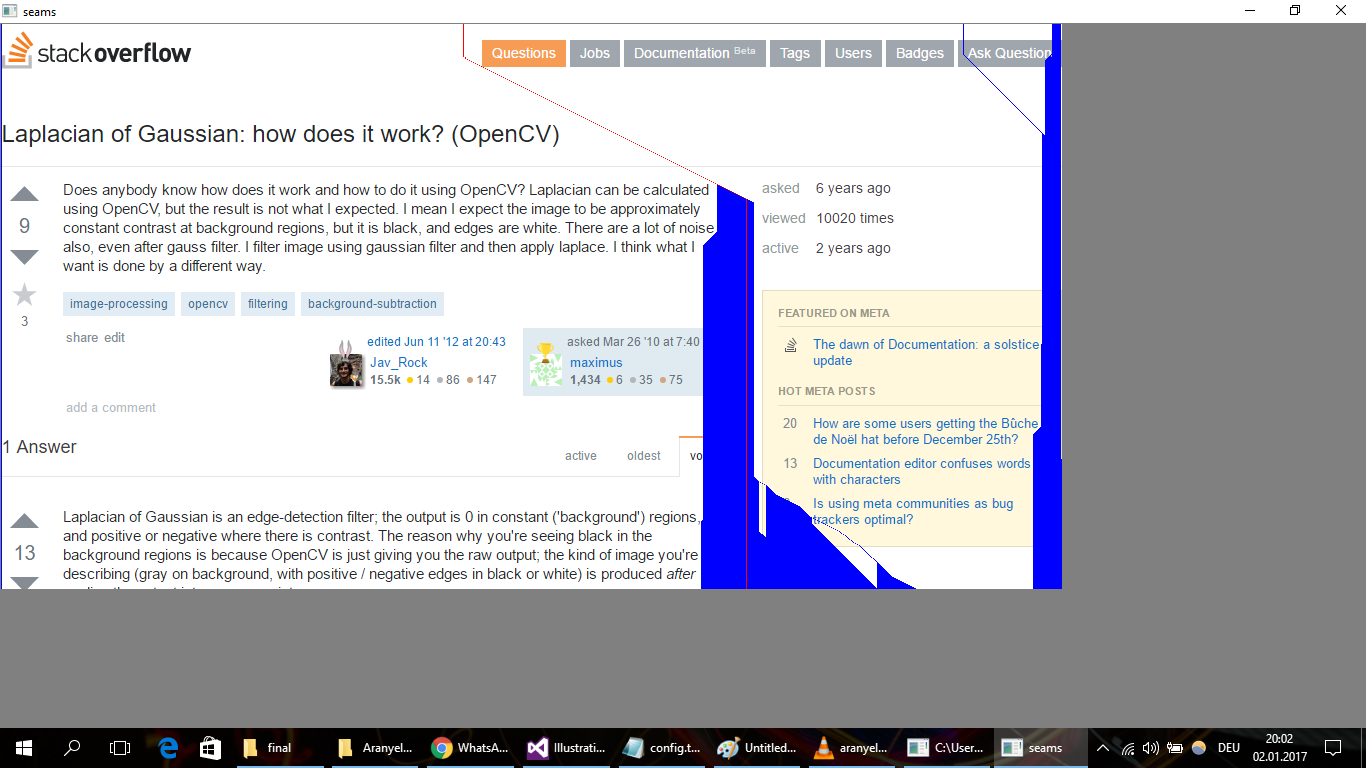 seams
stackoverflow
Questions Jobs Documentation Beta Tags Users Badges Ask Question
Laplacian of Gaussian: how does it work? (OpenCV)
9
Does anybody know how does it work and how to do it using OpenCV? Laplacian can be calculated
using OpenCV, but the result is not what I expected. I mean I expect the image to be approximately
constant contrast at background regions, but it is black, and edges are white. There are a lot of noise
also, even after gauss filter. I filter image using gaussian filter and then apply laplace. I think what I
want is done by a different way.
3
image-processing opencv filtering background-subtraction
share edit
edited Jun 11 '12 at 20:43
Jav_Rock
15.5k 14 86 147
asked Mar 26 '10 at 7:40
maximus
1,434 6 35 75
add a comment
1 Answer
active oldest vo
13
Laplacian of Gaussian is an edge-detection filter; the output is 0 in constant ('background') regions,
and positive or negative where there is contrast. The reason why you're seeing black in the
background regions is because OpenCV is just giving you the raw output; the kind of image you're
describing (gray on background, with positive / negative edges in black or white) is produced after
asked 6 years ago
viewed 10020 times
active 2 years ago
FEATURED ON META
The dawn of Documentation: a solstice
update
HOT META POSTS
20 How are some users getting the Bûche
de Noël hat before December 25th?
13 Documentation editor confuses words
with characters
Is using meta communities as bug
trackers optimal?
final Aranyel... WhatsA... Illustrati... config.t... Untitled... aranyel... C:\User... seams DEU 20:02
02.01.2017